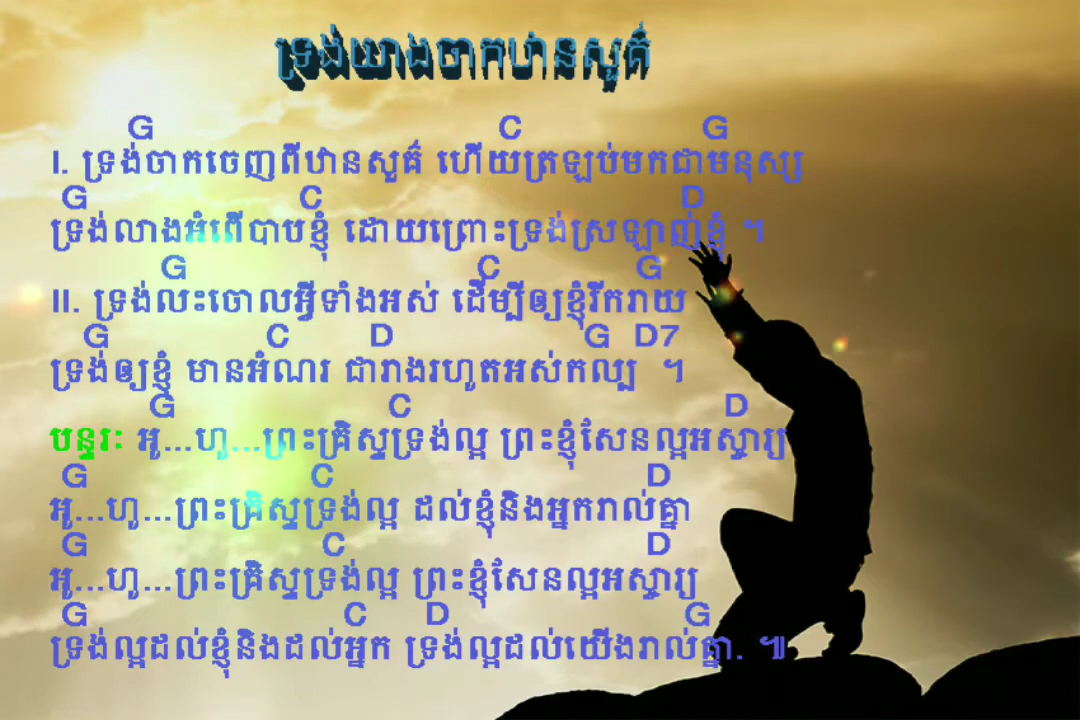 ទ្រង់យាងចាកឋានសួគ៌
G C G
I. ទ្រង់ចាកចេញពីឋានសួគ៌ ហើយត្រឡប់មកជាមនុស្ស
G C D
ទ្រង់លាងអំពើបាបខ្ញុំ ដោយព្រោះទ្រង់ស្រឡាញ់ខ្ញុំ ។
G C G
II. ទ្រង់លះចោលអ្វីទាំងអស់ ដើម្បីឲ្យខ្ញុំរីករាយ
G C D G D7
ទ្រង់ឲ្យខ្ញុំ មានអំណរ ជារាងរហូតអស់កល្ប ។
G C D
បន្ទរៈ អូ...ហូ...ព្រះគ្រិស្ទទ្រង់ល្អ ព្រះខ្ញុំសែនល្អអស្ចារ្យ
G C D
អូ...ហូ...ព្រះគ្រិស្ទទ្រង់ល្អ ដល់ខ្ញុំនិងអ្នករាល់គ្នា
G C D
អូ...ហូ...ព្រះគ្រិស្ទទ្រង់ល្អ ព្រះខ្ញុំសែនល្អអស្ចារ្យ
G C D G
ទ្រង់ល្អដល់ខ្ញុំនិងដល់អ្នក ទ្រង់ល្អដល់យើងរាល់គ្នា. ៕